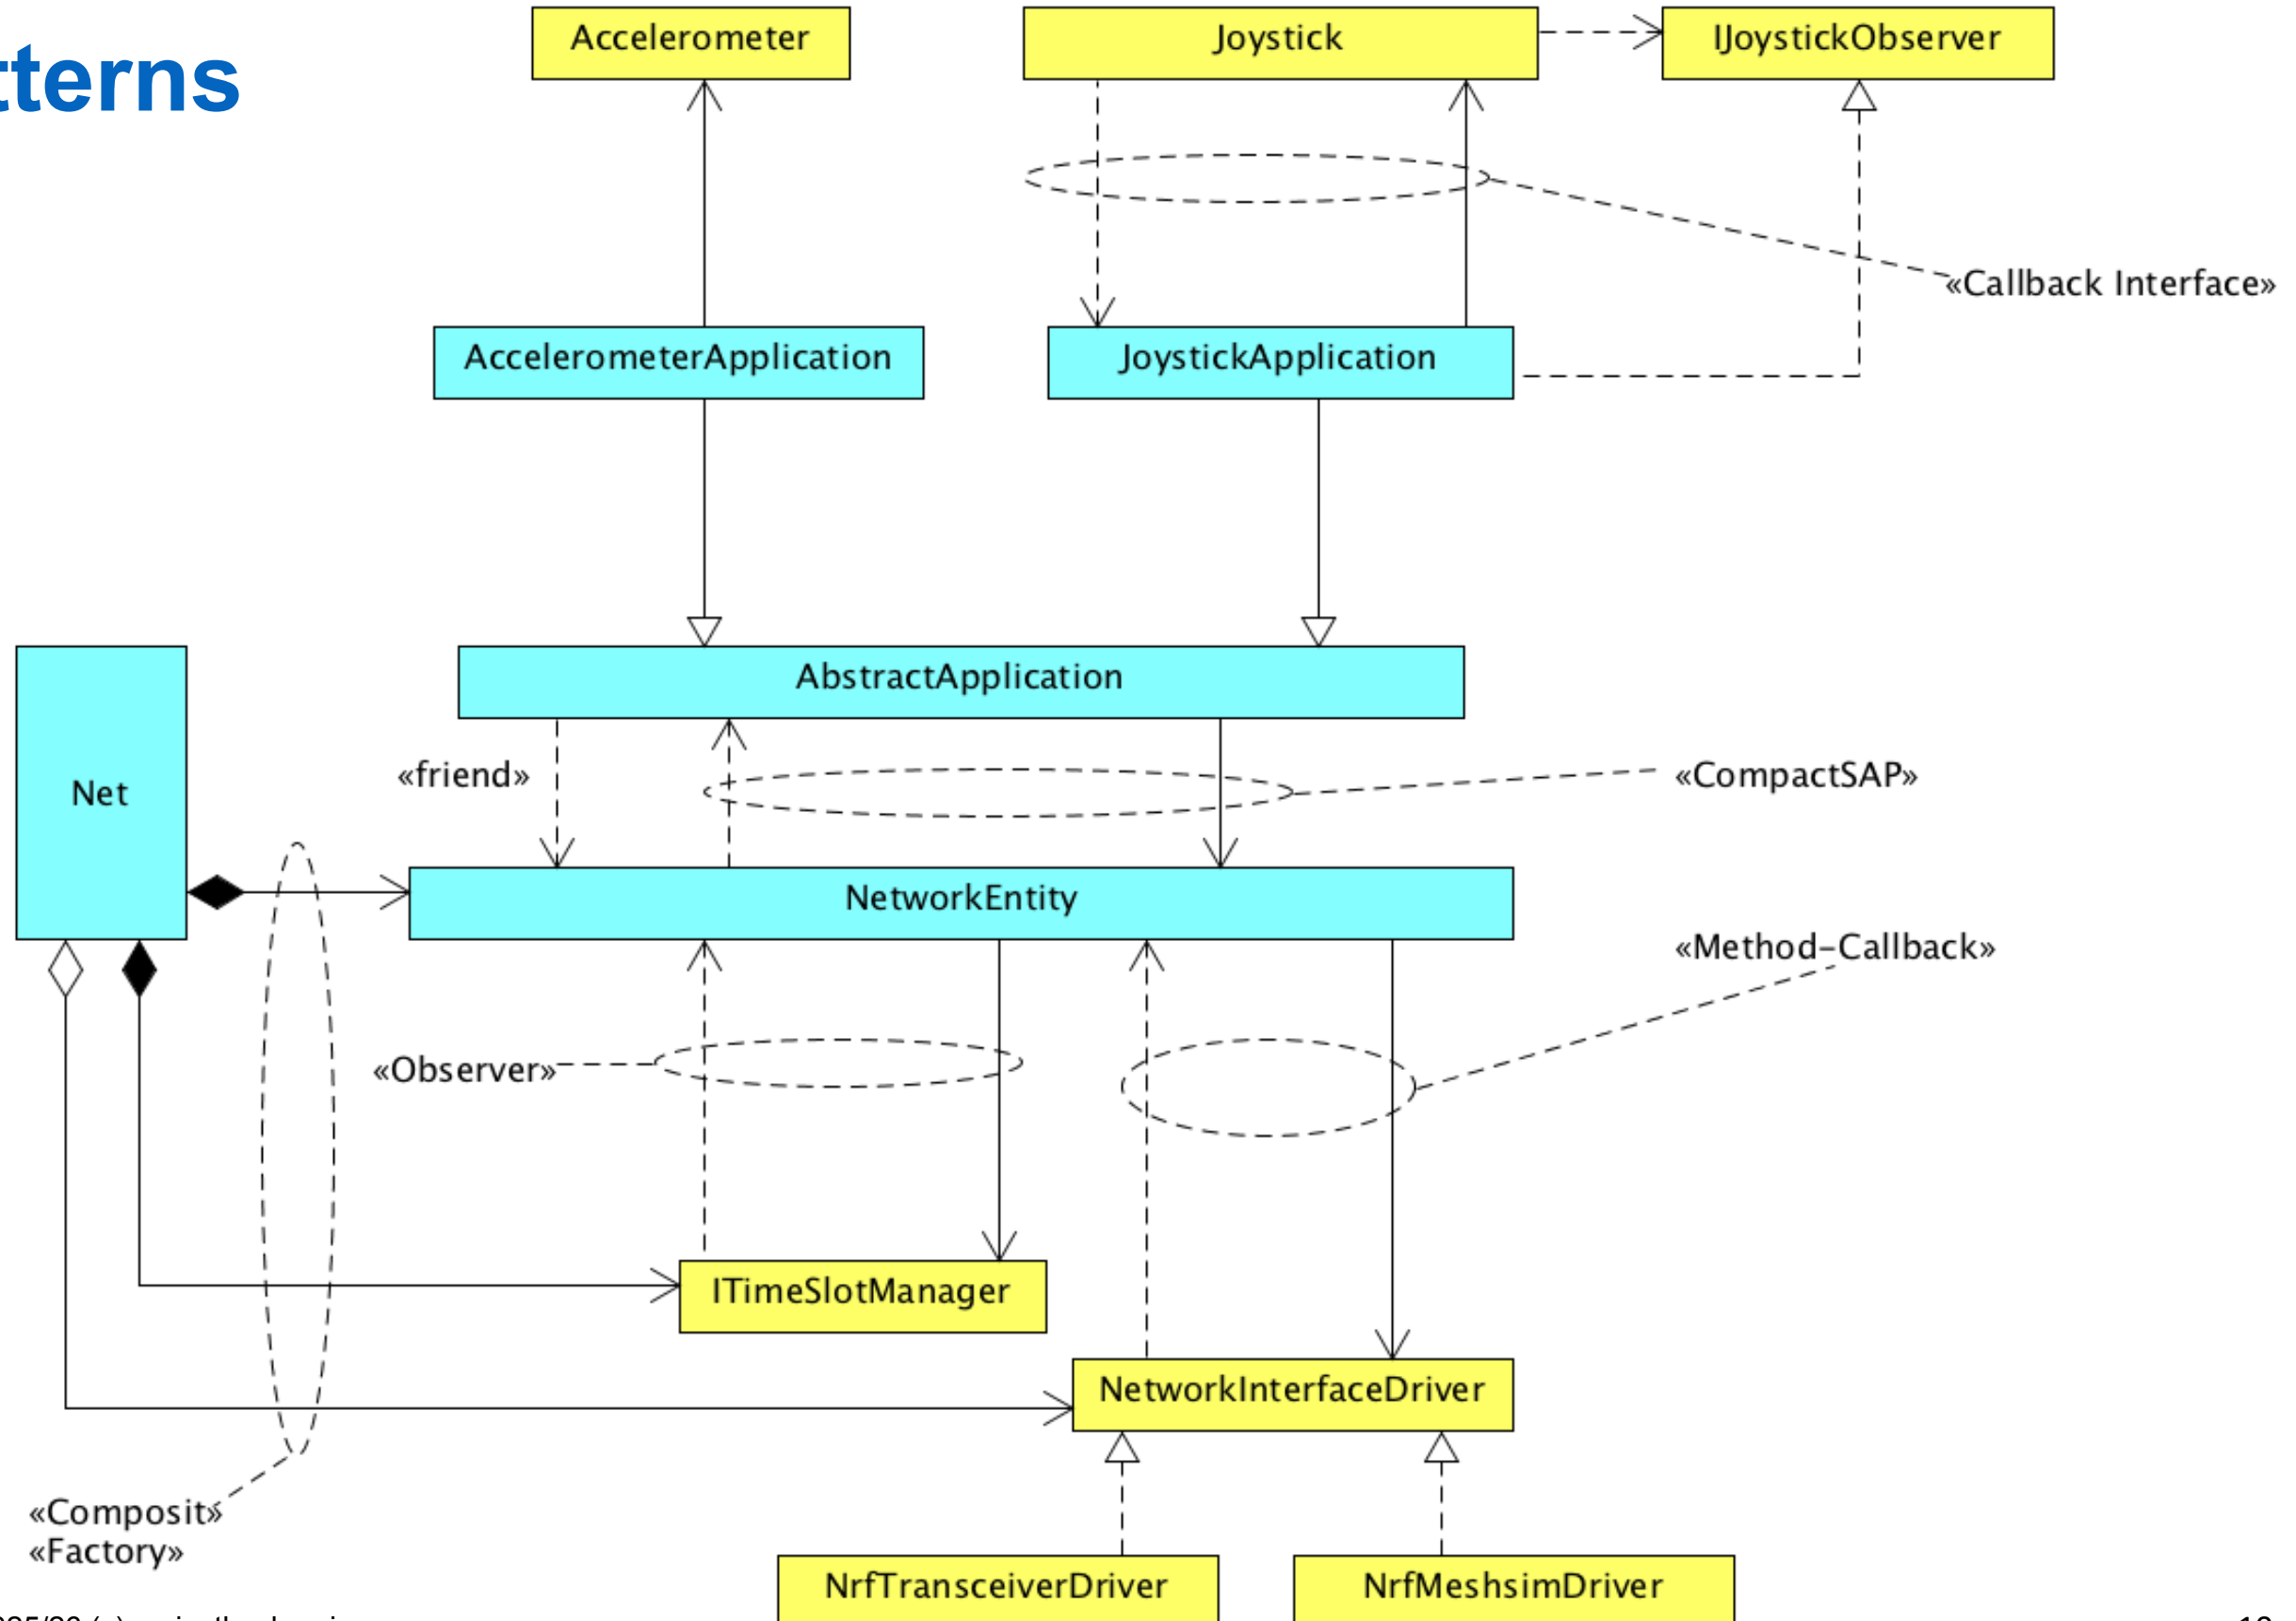 Accelerometer
Joystick
IJoystickObserver
tterns
«Callback Interface»
AccelerometerApplication
JoystickApplication
AbstractApplication
«friend»
«CompactSAP»
Net
NetworkEntity
«Method-Callback»
«Observer»
ITimeSlotManager
NetworkInterfaceDriver
«Composit»
«Factory»
NrfTransceiverDriver
NrfMeshsimDriver